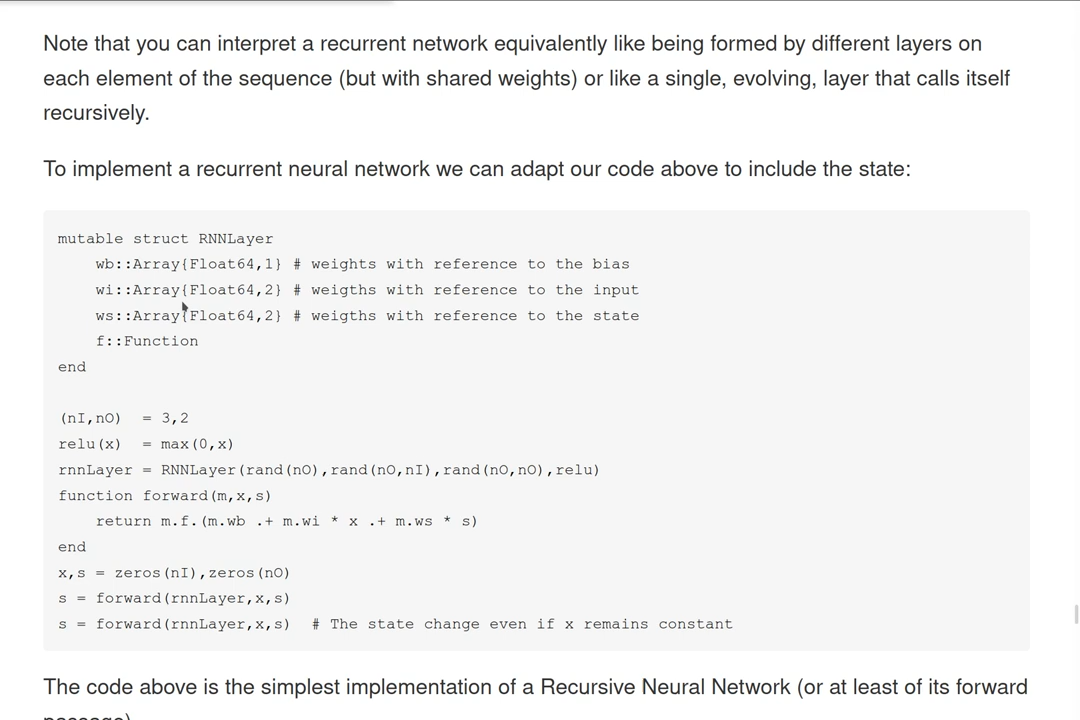 Note that you can interpret a recurrent network equivalently like being formed by different layers on
each element of the sequence (but with shared weights) or like a single, evolving, layer that calls itself
recursively.
To implement a recurrent neural network we can adapt our code above to include the state:
mutable struct RNNLayer
    wb::Array{Float64,1} # weights with reference to the bias
    wi::Array{Float64,2} # weigths with reference to the input
    ws::Array{Float64,2} # weigths with reference to the state
    f::Function
end
(nI,nO)  = 3,2
relu(x)  = max(0,x)
rnnLayer = RNNLayer(rand(nO),rand(nO,nI),rand(nO,nO),relu)
function forward(m,x,s)
    return m.f.(m.wb .+ m.wi * x .+ m.ws * s)
end
x,s = zeros(nI),zeros(nO)
s = forward(rnnLayer,x,s)
s = forward(rnnLayer,x,s)  # The state change even if x remains constant
The code above is the simplest implementation of a Recursive Neural Network (or at least of its forward